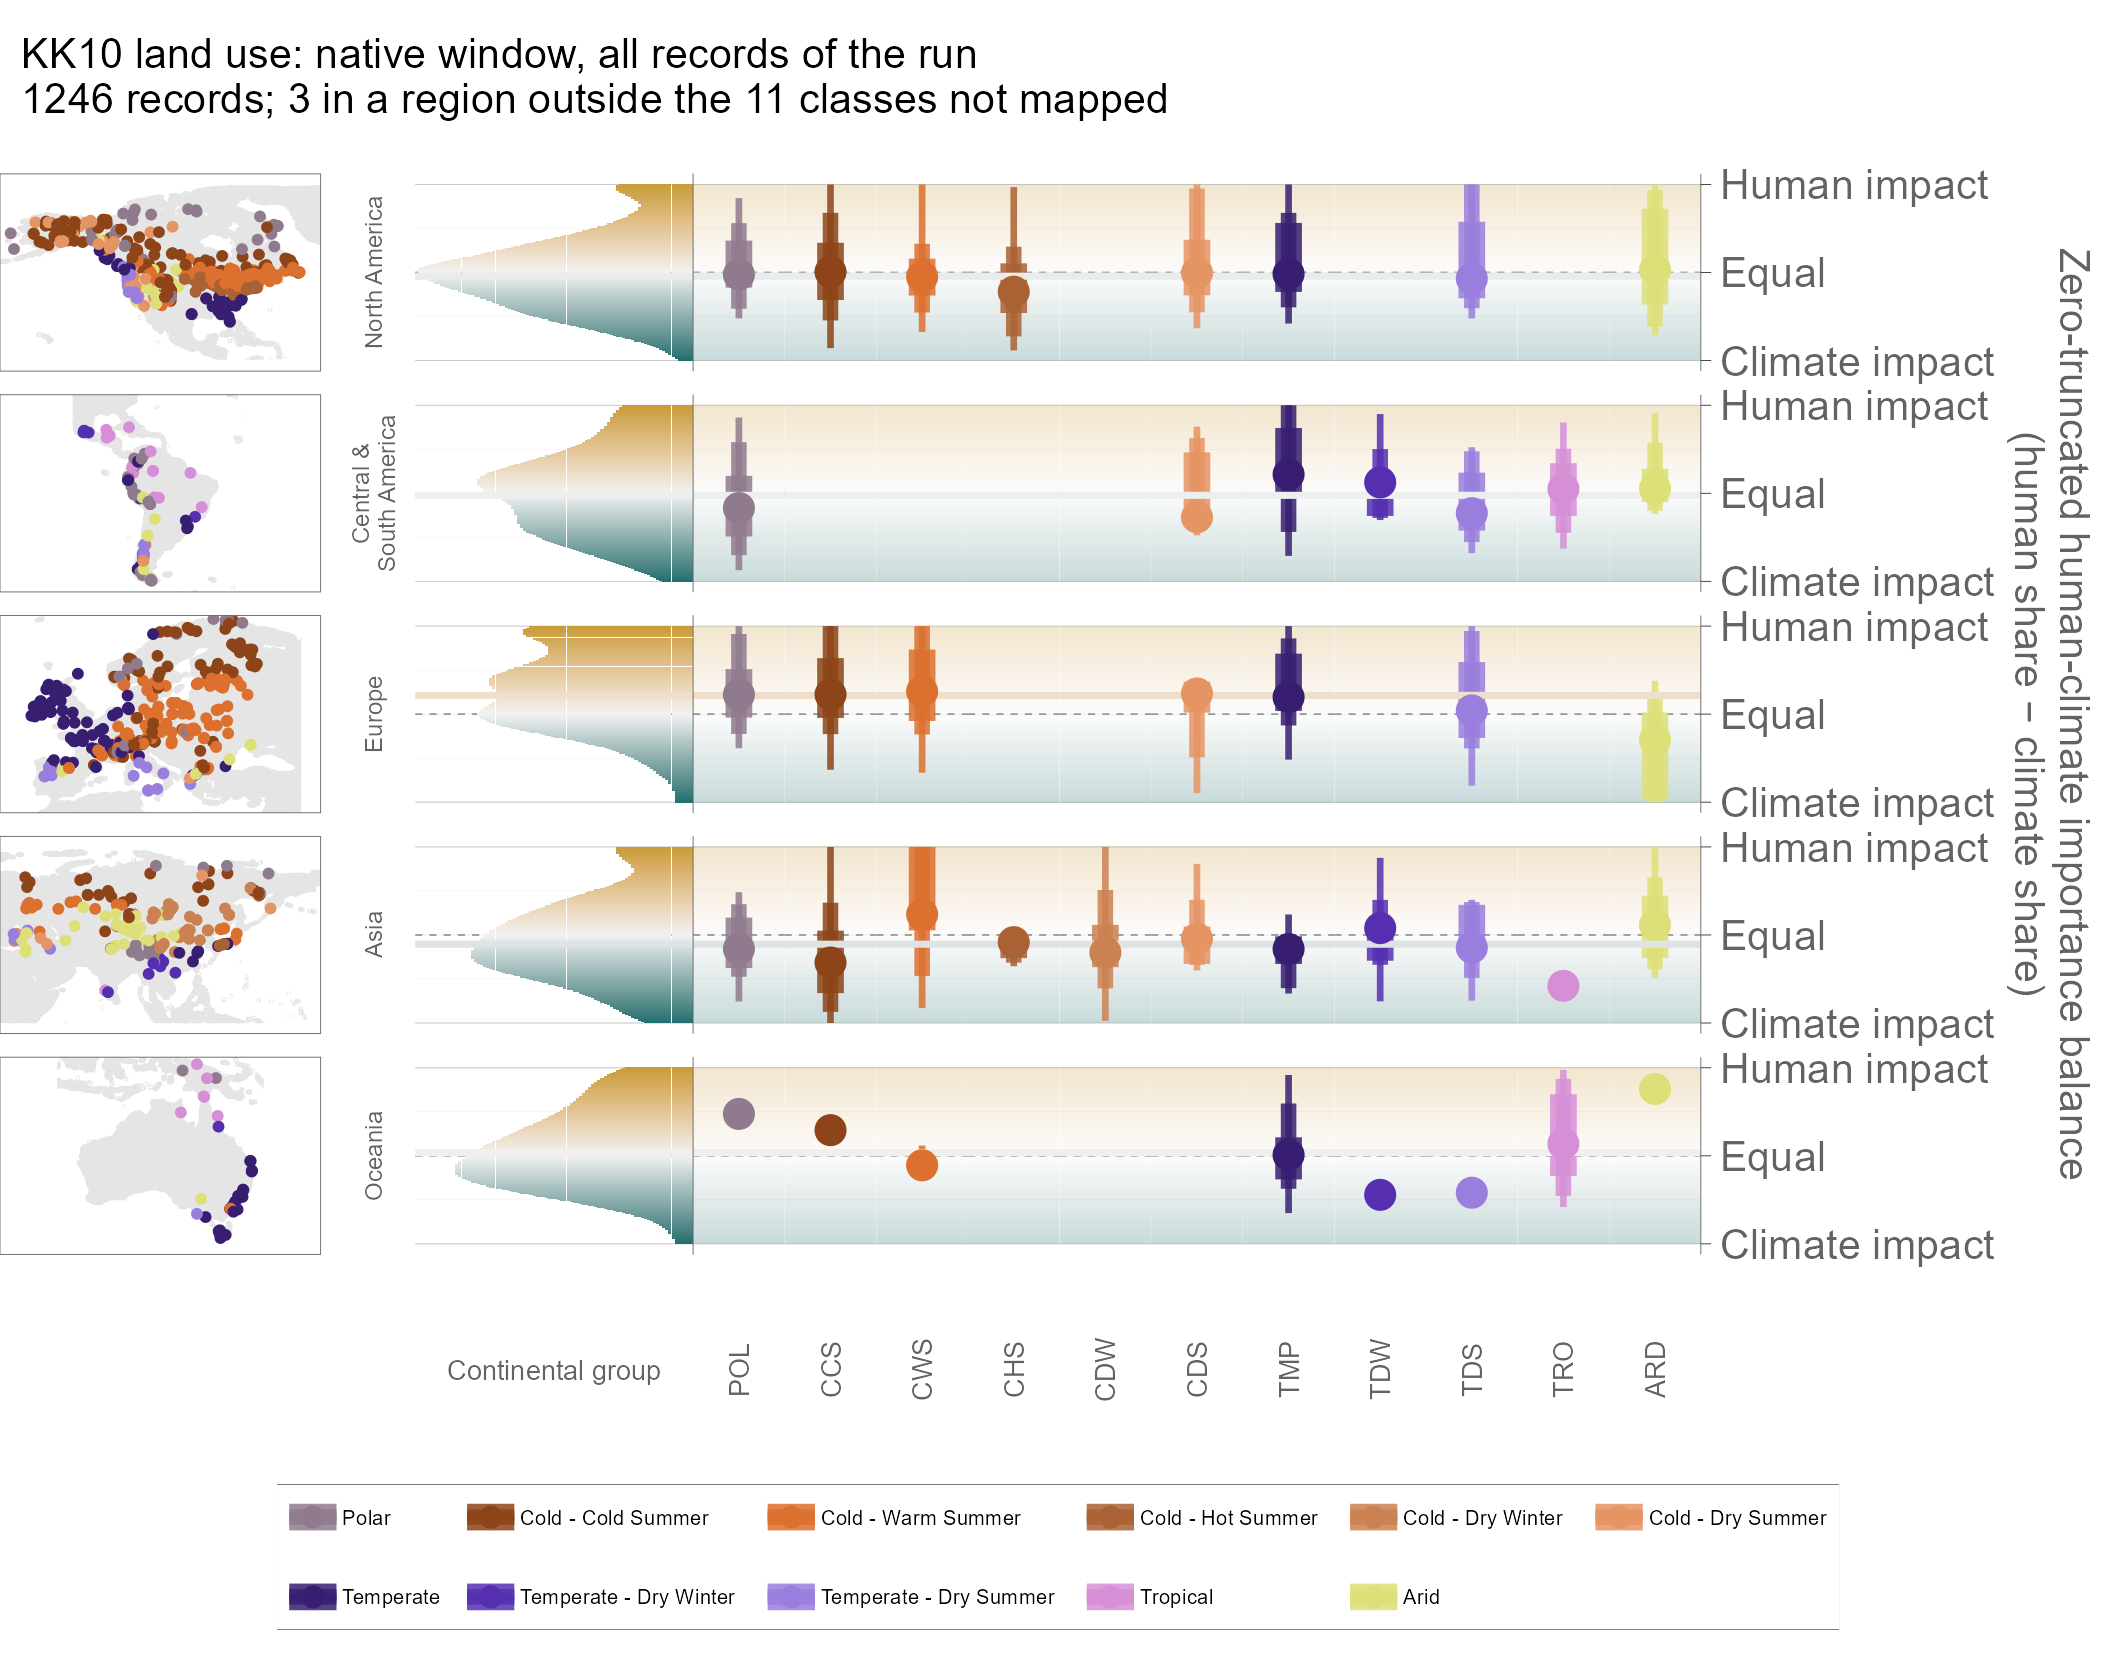 KK10 land use: native window, all records of the run
1246 records; 3 in a region outside the 11 classes not mapped
North America
Human impact
Equal
Climate impact
Central &
South America
Human impact
Equal
Climate impact
Europe
Human impact
Equal
Climate impact
Asia
Human impact
Equal
Climate impact
Oceania
Human impact
Equal
Climate impact
Zero-truncated human-climate importance balance
(human share – climate share)
Continental group
POL
CCS
CWS
CHS
CDW
CDS
TMP
TDW
TDS
TRO
ARD
Polar
Cold - Cold Summer
Cold - Warm Summer
Cold - Hot Summer
Cold - Dry Winter
Cold - Dry Summer
Temperate
Temperate - Dry Winter
Temperate - Dry Summer
Tropical
Arid